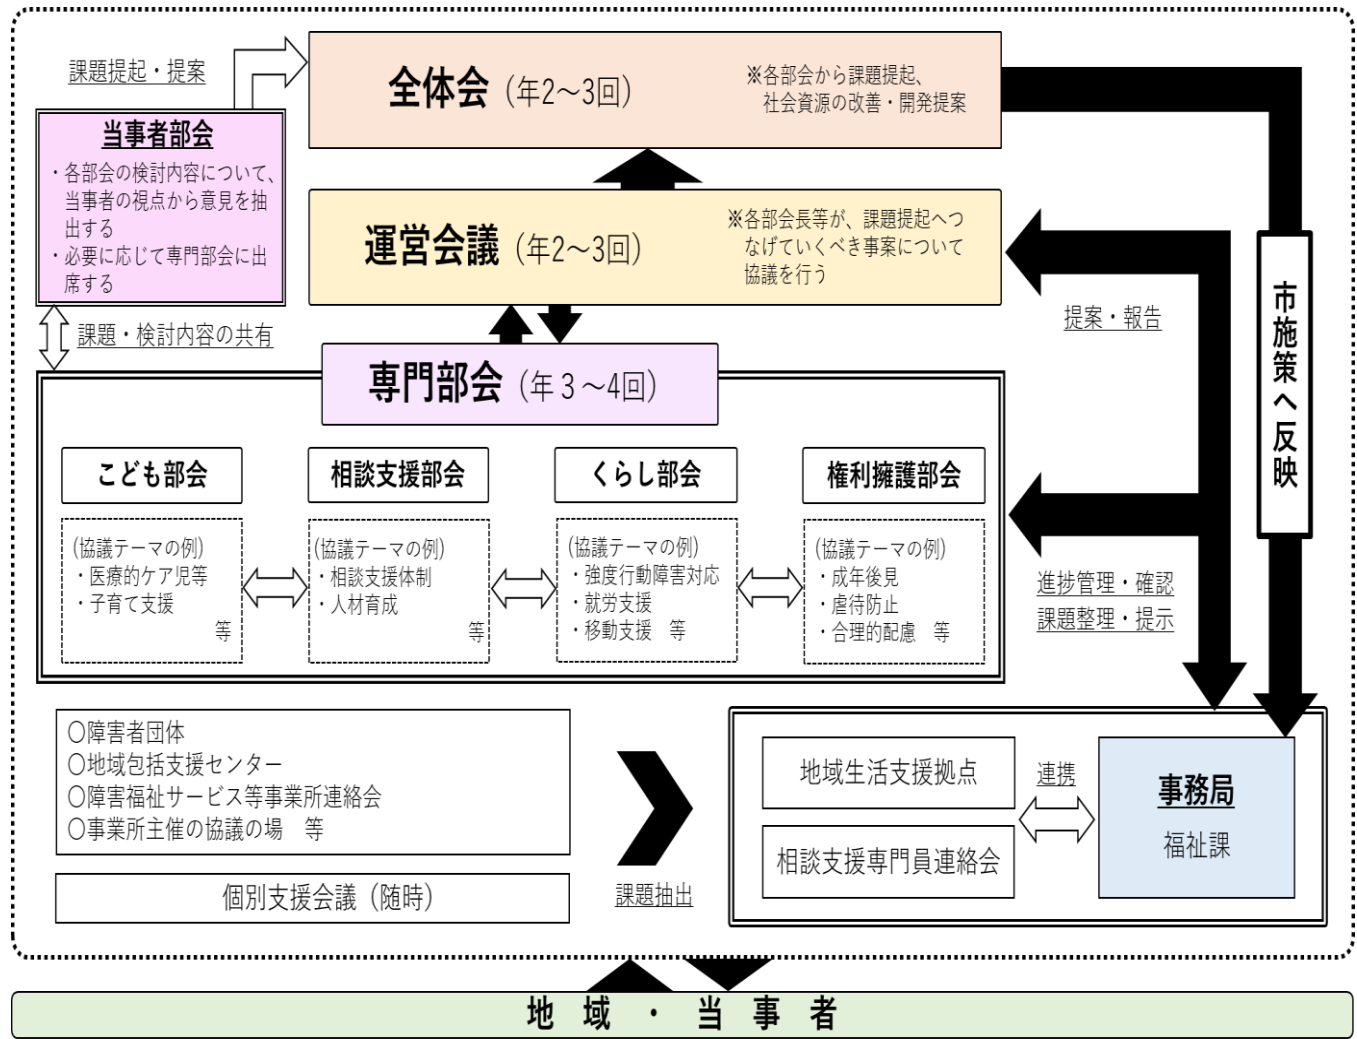 課題提起・提案
全体会（年2～3回）
※各部会から課題提起、
社会資源の改善・開発提案
当事者部会
・各部会の検討内容について、
当事者の視点から意見を抽
出する
・必要に応じて専門部会に出
席する
運営会議（年2～3回）
※各部会長等が、課題提起へつ
なげていくべき事案について
協議を行う
課題・検討内容の共有
提案・報告
市施策へ反映
専門部会（年３～4回）
こども部会
(協議テーマの例)
・医療的ケア児等
・子育て支援
等
相談支援部会
(協議テーマの例)
・相談支援体制
・人材育成
等
くらし部会
(協議テーマの例)
・強度行動障害対応
・就労支援
・移動支援　等
権利擁護部会
(協議テーマの例)
・成年後見
・虐待防止
・合理的配慮　等
進捗管理・確認
課題整理・提示
〇障害者団体
〇地域包括支援センター
〇障害福祉サービス等事業所連絡会
〇事業所主催の協議の場　等
個別支援会議（随時）
課題抽出
地域生活支援拠点
相談支援専門員連絡会
連携
事務局
福祉課
地　域　・　当　事　者